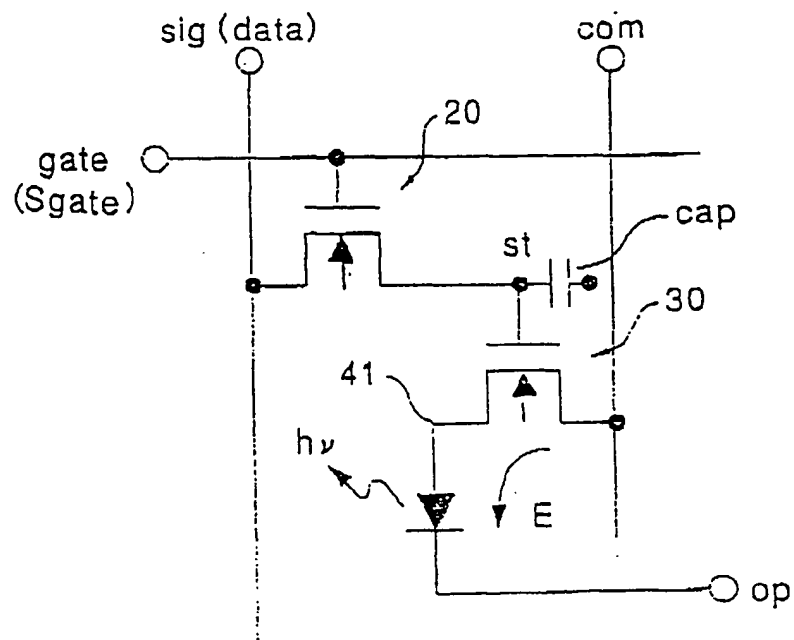 sig (data)
com
20
gate
(Sgate)
cap
st
30
41
hν
E
op